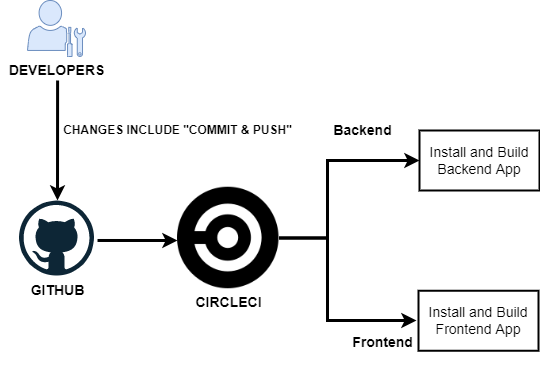 DEVELOPERS
CHANGES INCLUDE "COMMIT & PUSH"
Backend
Install and Build
Backend App
GITHUB
CIRCLECI
Install and Build
Frontend App
Frontend